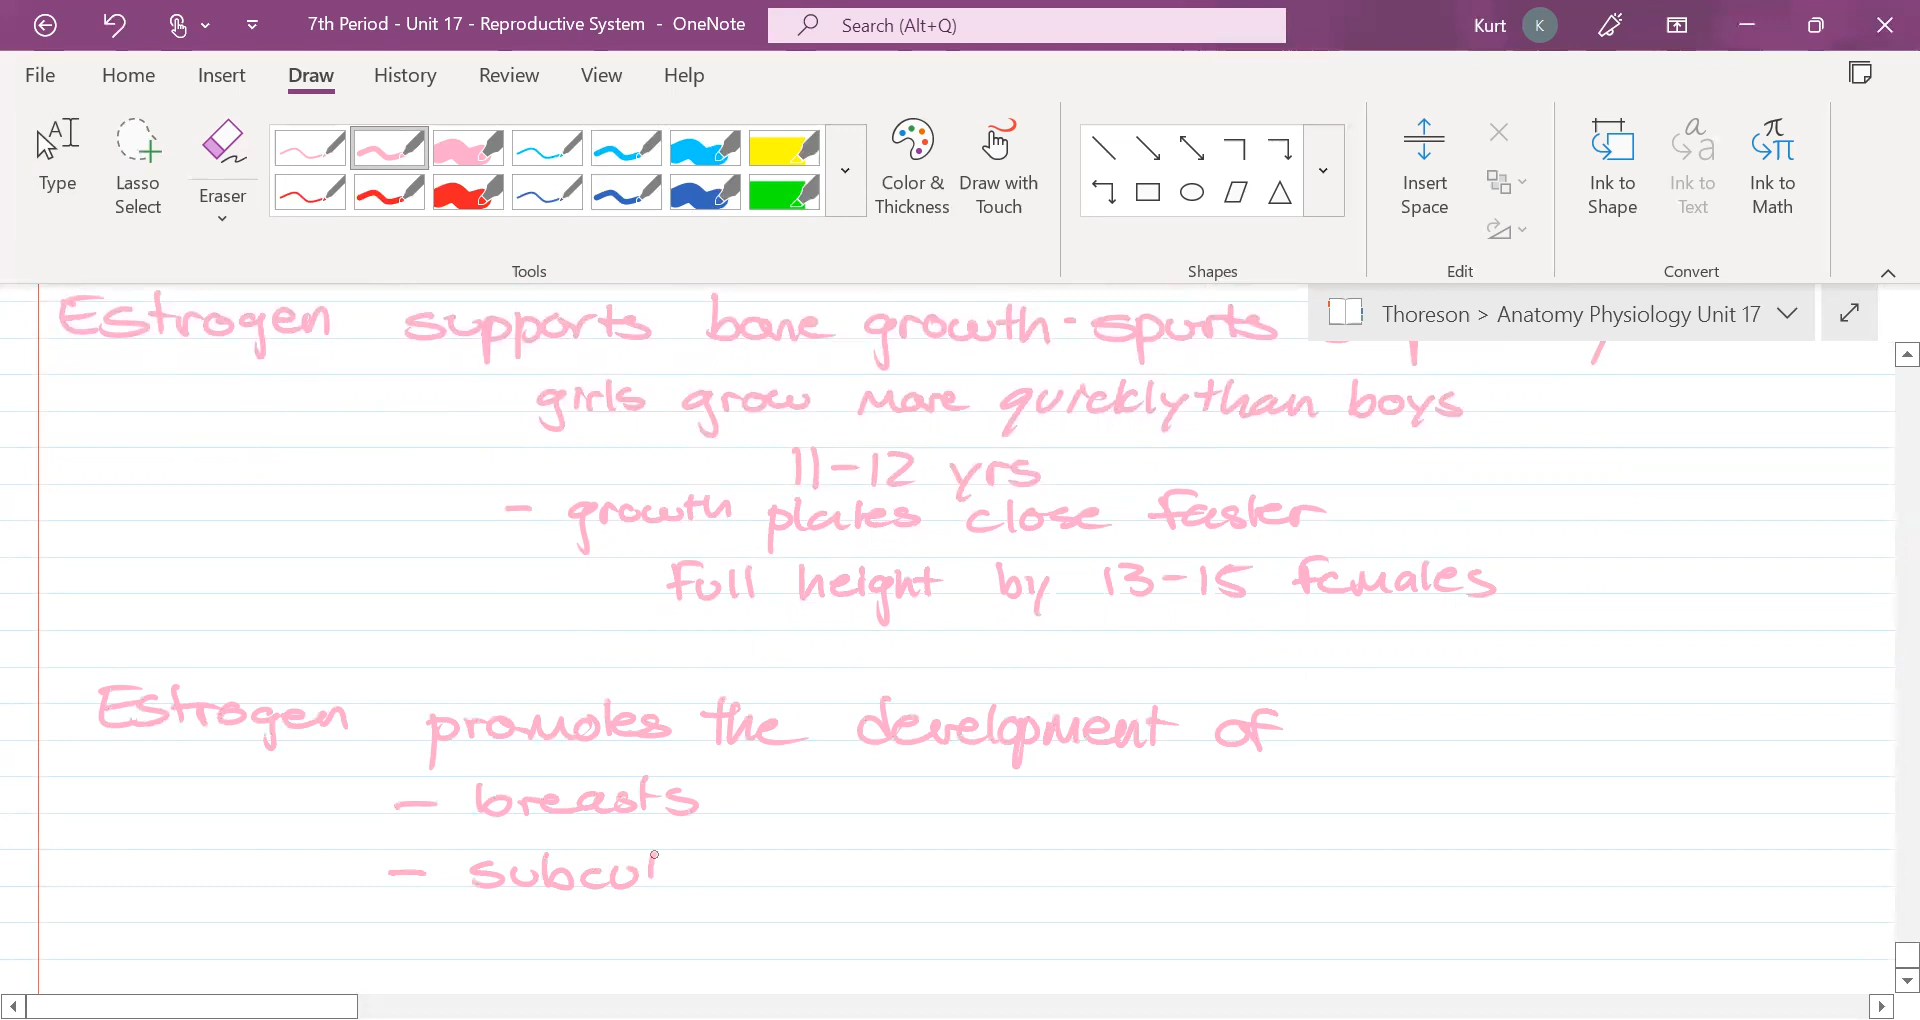 7th Period - Unit 17 - Reproductive System - OneNote
Search (Alt+Q)
Kurt
K
File Home Insert Draw History Review View Help
Type
Lasso Select
Eraser
Color & Thickness
Draw with Touch
Insert Space
Ink to Shape
Ink to Text
Ink to Math
Tools
Shapes
Edit
Convert
Thoreson > Anatomy Physiology Unit 17
Estrogen supports bone growth - spurts
girls grow more quickly than boys
11-12 yrs
- growth plates close faster
full height by 13-15 females
Estrogen promotes the development of
- breasts
- subcut